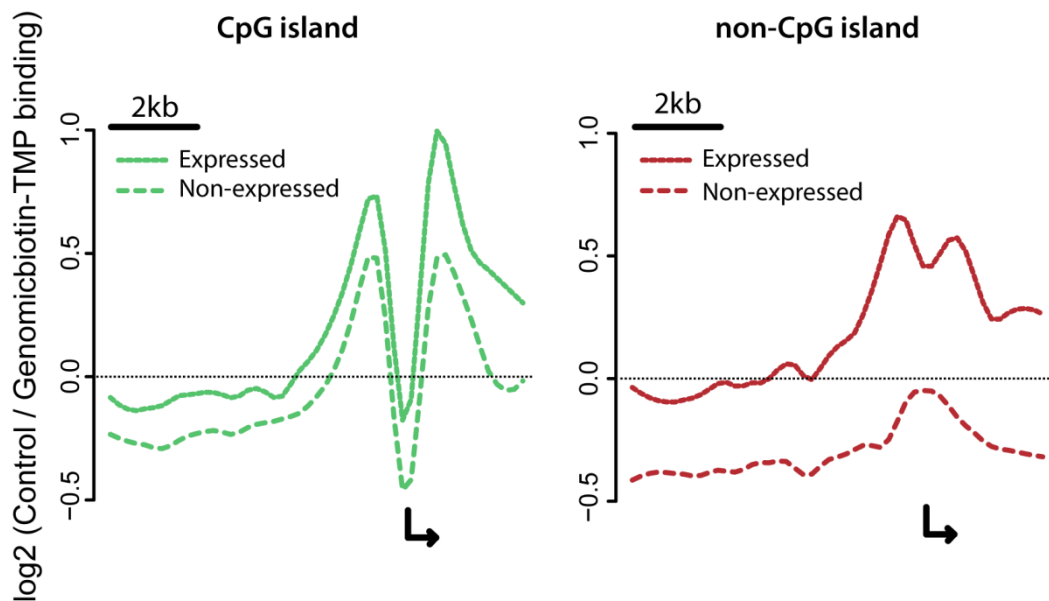 CpG island
non-CpG island
log2 (Control / Genomicbiotin-TMP binding)
2kb
1.0
0.5
0.0
−0.5
Expressed
Non-expressed
2kb
1.0
0.5
0.0
−0.5
Expressed
Non-expressed